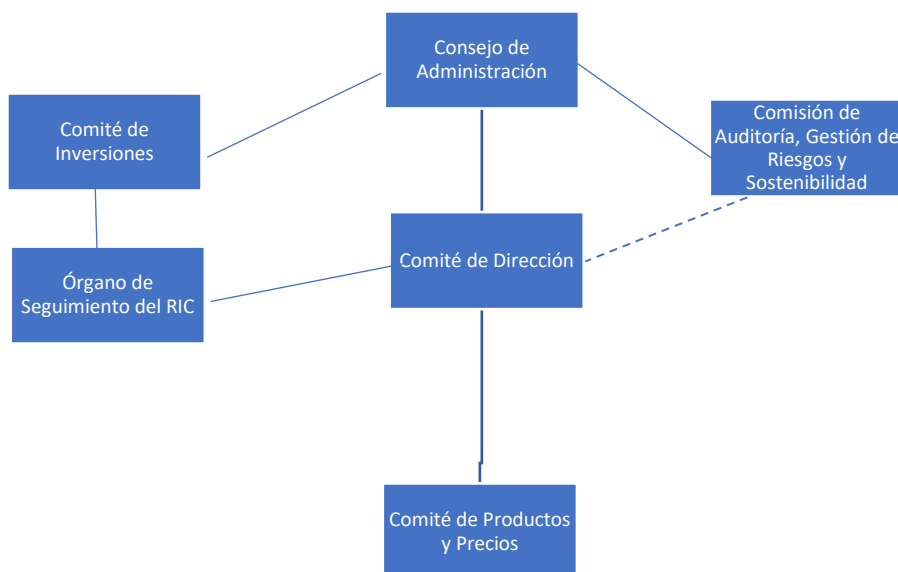 Consejo de
Administración
Comité de
Inversiones
Comisión de
Auditoría, Gestión de
Riesgos y
Sostenibilidad
Órgano de
Seguimiento del RIC
Comité de Dirección
Comité de Productos
y Precios